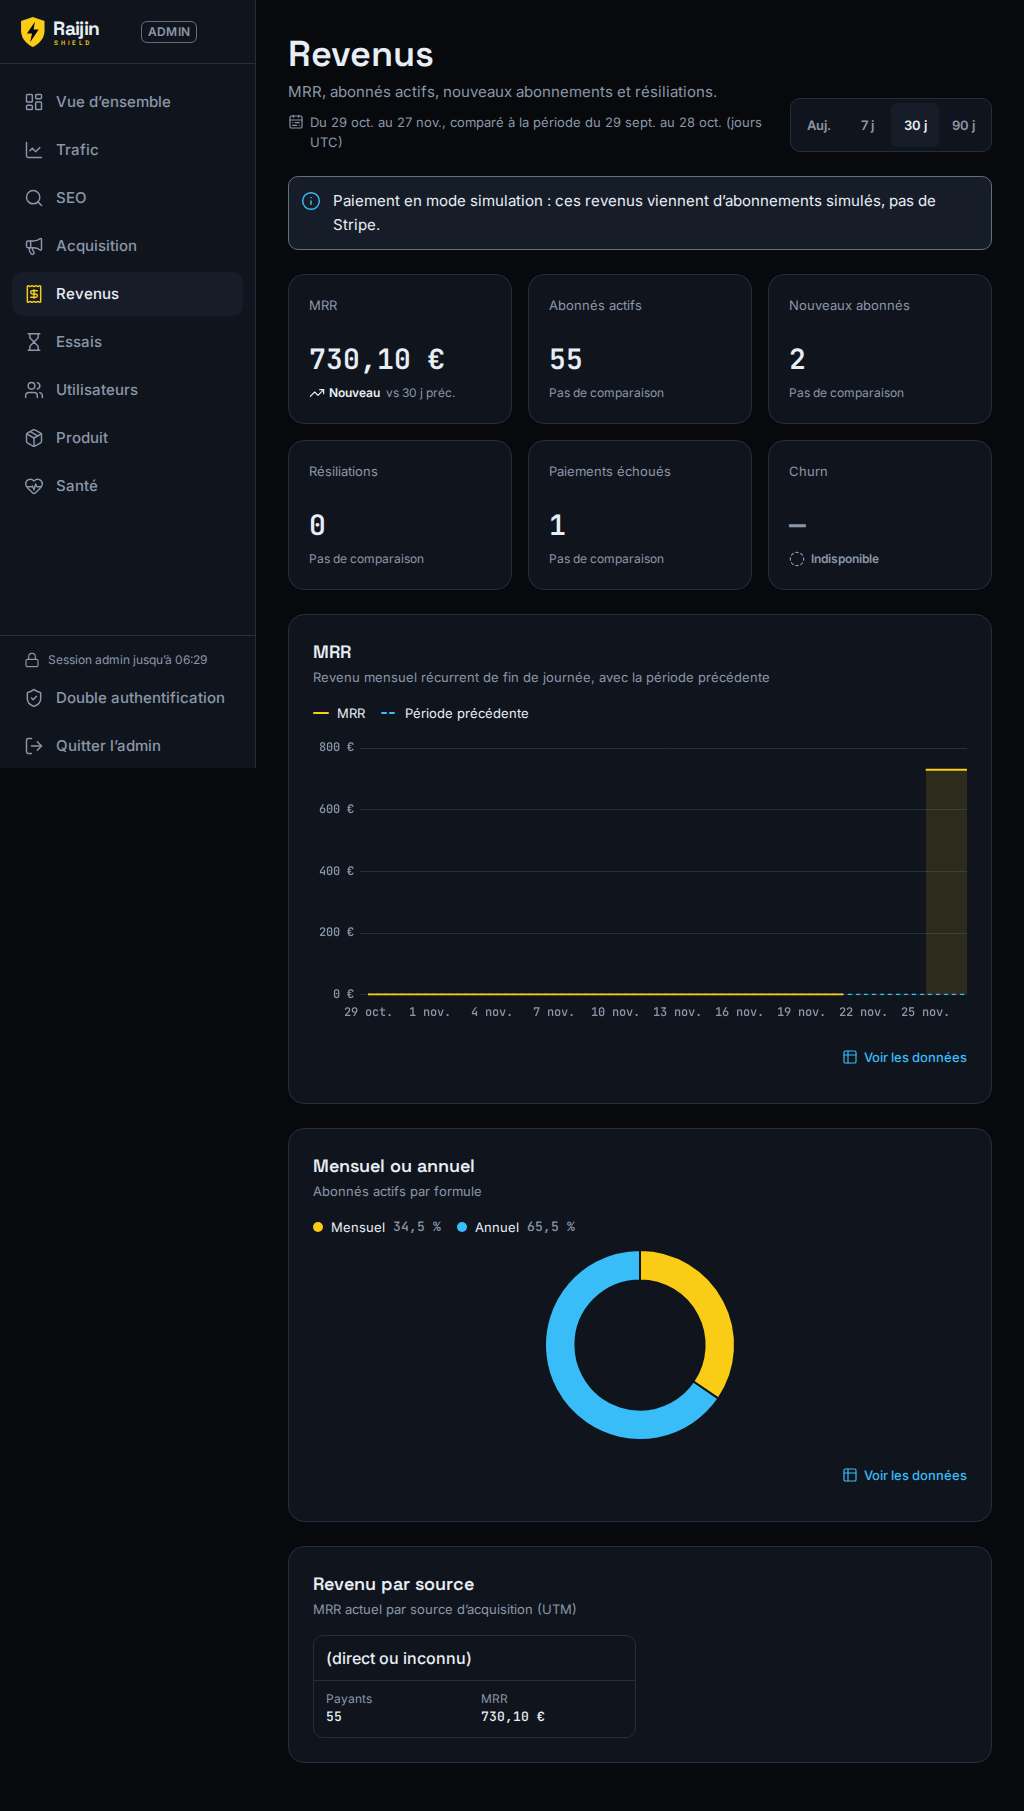 Raijin
SHIELD
ADMIN
Vue d’ensemble
Trafic
SEO
Acquisition
Revenus
Essais
Utilisateurs
Produit
Santé
Session admin jusqu’à 06:29
Double authentification
Quitter l’admin
Revenus
MRR, abonnés actifs, nouveaux abonnements et résiliations.
Du 29 oct. au 27 nov., comparé à la période du 29 sept. au 28 oct. (jours
UTC)
Auj. 7 j 30 j 90 j
Paiement en mode simulation : ces revenus viennent d’abonnements simulés, pas de
Stripe.
MRR
730,10 €
Nouveau vs 30 j préc.
Abonnés actifs
55
Pas de comparaison
Nouveaux abonnés
2
Pas de comparaison
Résiliations
0
Pas de comparaison
Paiements échoués
1
Pas de comparaison
Churn
—
Indisponible
MRR
Revenu mensuel récurrent de fin de journée, avec la période précédente
MRR Période précédente
800 €
600 €
400 €
200 €
0 €
29 oct. 1 nov. 4 nov. 7 nov. 10 nov. 13 nov. 16 nov. 19 nov. 22 nov. 25 nov.
Voir les données
Mensuel ou annuel
Abonnés actifs par formule
Mensuel 34,5 % Annuel 65,5 %
Voir les données
Revenu par source
MRR actuel par source d’acquisition (UTM)
(direct ou inconnu)
Payants MRR
55 730,10 €